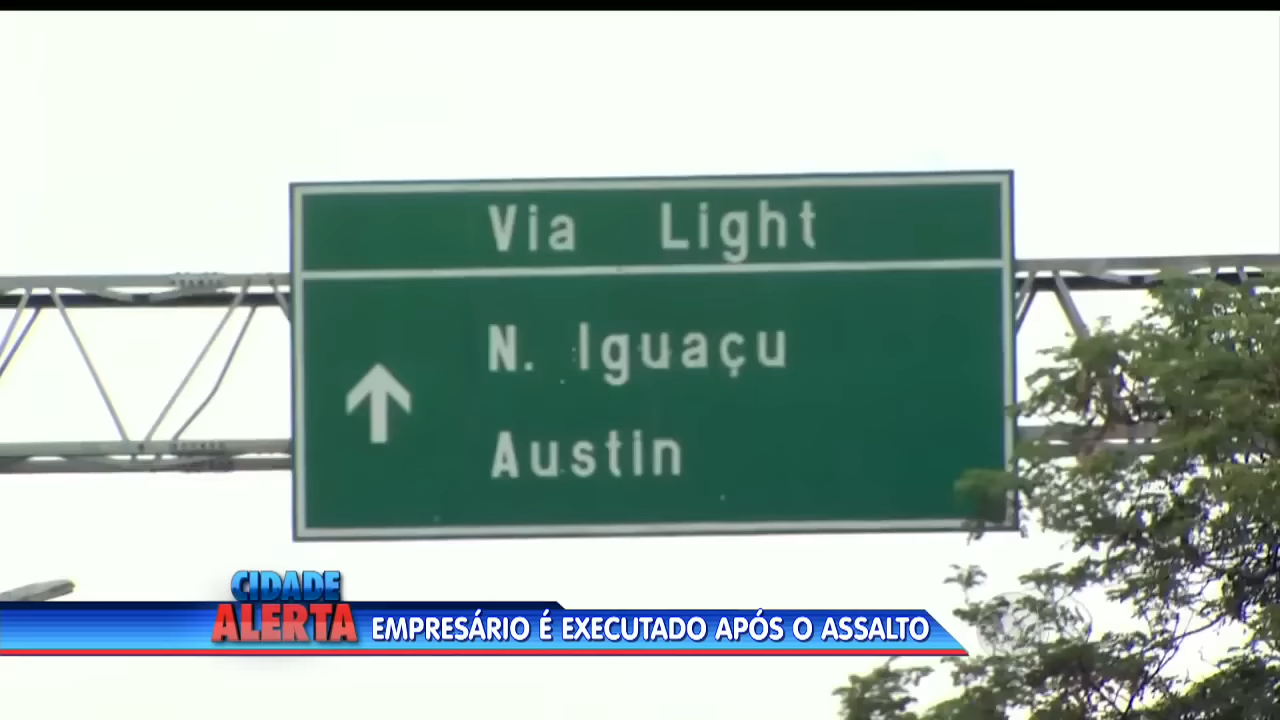 Via Light
N. Iguaçu
Austin
CIDADE
ALERTA
EMPRESÁRIO É EXECUTADO APÓS O ASSALTO